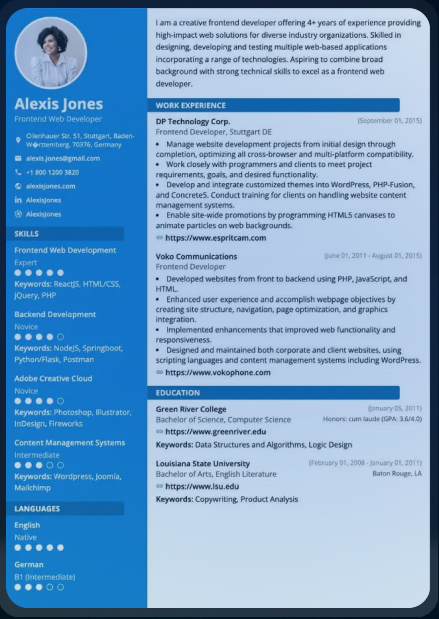 Alexis Jones
Frontend Web Developer
Olienhauer Str. 51, Stuttgart, Baden-
W�rtemberg, 70376, Germany
alexis.jones@gmail.com
+1 800 1200 3820
alexisjones.com
AlexisJones
@AlexisJones
SKILLS
Frontend Web Development
Expert
Keywords: ReactJS, HTML/CSS,
jQuery, PHP
Backend Development
Novice
Keywords: NodeJS, Springboot,
Python/Flask, Postman
Adobe Creative Cloud
Novice
Keywords: Photoshop, Illustrator,
InDesign, Fireworks
Content Management Systems
Intermediate
Keywords: Wordpress, Joomla,
Mailchimp
LANGUAGES
English
Native
German
B1 (Intermediate)
I am a creative frontend developer offering 4+ years of experience providing
high-impact web solutions for diverse industry organizations. Skilled in
designing, developing and testing multiple web-based applications
incorporating a range of technologies. Aspiring to combine broad
background with strong technical skills to excel as a frontend web
developer.
WORK EXPERIENCE
DP Technology Corp. (September 01, 2015)
Frontend Developer, Stuttgart DE
• Manage website development projects from initial design through
completion, optimizing all cross-browser and multi-platform compatibility.
• Work closely with programmers and clients to meet project
requirements, goals, and desired functionality.
• Develop and integrate customized themes into WordPress, PHP-Fusion,
and Concrete5. Conduct training for clients on handling website content
management systems.
• Enable site-wide promotions by programming HTML5 canvases to
animate particles on web backgrounds.
https://www.espritcam.com
Voko Communications (June 01, 2011 - August 01, 2015)
Frontend Developer
• Developed websites from front to backend using PHP, JavaScript, and
HTML.
• Enhanced user experience and accomplish webpage objectives by
creating site structure, navigation, page optimization, and graphics
integration.
• Implemented enhancements that improved web functionality and
responsiveness.
• Designed and maintained both corporate and client websites, using
scripting languages and content management systems including WordPress.
https://www.vokophone.com
EDUCATION
Green River College (January 05, 2011)
Bachelor of Science, Computer Science Honors: cum laude (GPA: 3.6/4.0)
https://www.greenriver.edu
Keywords: Data Structures and Algorithms, Logic Design
Louisiana State University (February 01, 2008 - January 01, 2011)
Bachelor of Arts, English Literature Baton Rouge, LA
https://www.lsu.edu
Keywords: Copywriting, Product Analysis